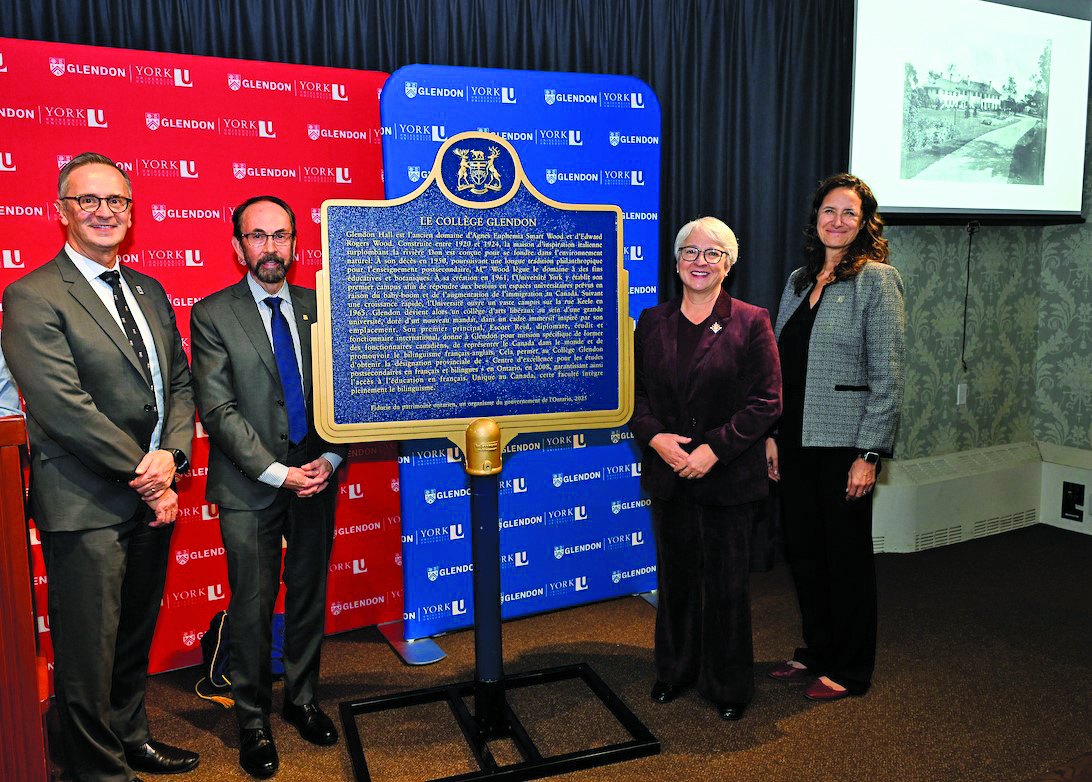 LE COLLÈGE GLENDON
Glendon Hall est l'ancien domaine d'Agnes Euphemia Smart Wood et d'Edward
Rogers Wood. Construite entre 1920 et 1924, la maison d'inspiration italienne
surplombant la rivière Don est conçue pour se fondre dans l'environnement
naturel. À son décès en 1950, poursuivant une longue tradition philanthropique
pour l'enseignement postsecondaire, Mme Wood lègue le domaine à des fins
éducatives et botaniques. À sa création en 1961, l'Université York y établit son
premier campus afin de répondre aux besoins en espaces universitaires prévus en
raison du baby-boom et de l'augmentation de l'immigration au Canada. Suivant
une croissance rapide, l'Université ouvre un vaste campus sur la rue Keele en
1965. Glendon devient alors un collège d'arts libéraux au sein d'une grande
université, doté d'un nouveau mandat, dans un cadre immersif inspiré par son
emplacement. Son premier principal, Escott Reid, diplomate, érudit et
fonctionnaire international, donne à Glendon pour mission spécifique de former
des fonctionnaires canadiens, de représenter le Canada dans le monde et de
promouvoir le bilinguisme français-anglais. Cela permet au Collège Glendon
d'obtenir la désignation provinciale de « Centre d'excellence pour les études
postsecondaires en français et bilingues » en Ontario, en 2008, garantissant ainsi
l'accès à l'éducation en français. Unique au Canada, cette faculté intègre
pleinement le bilinguisme.
Fiducie du patrimoine ontarien, un organisme du gouvernement de l'Ontario, 2025
GLENDON YORK U
UNIVERSITÉ
UNIVERSITY